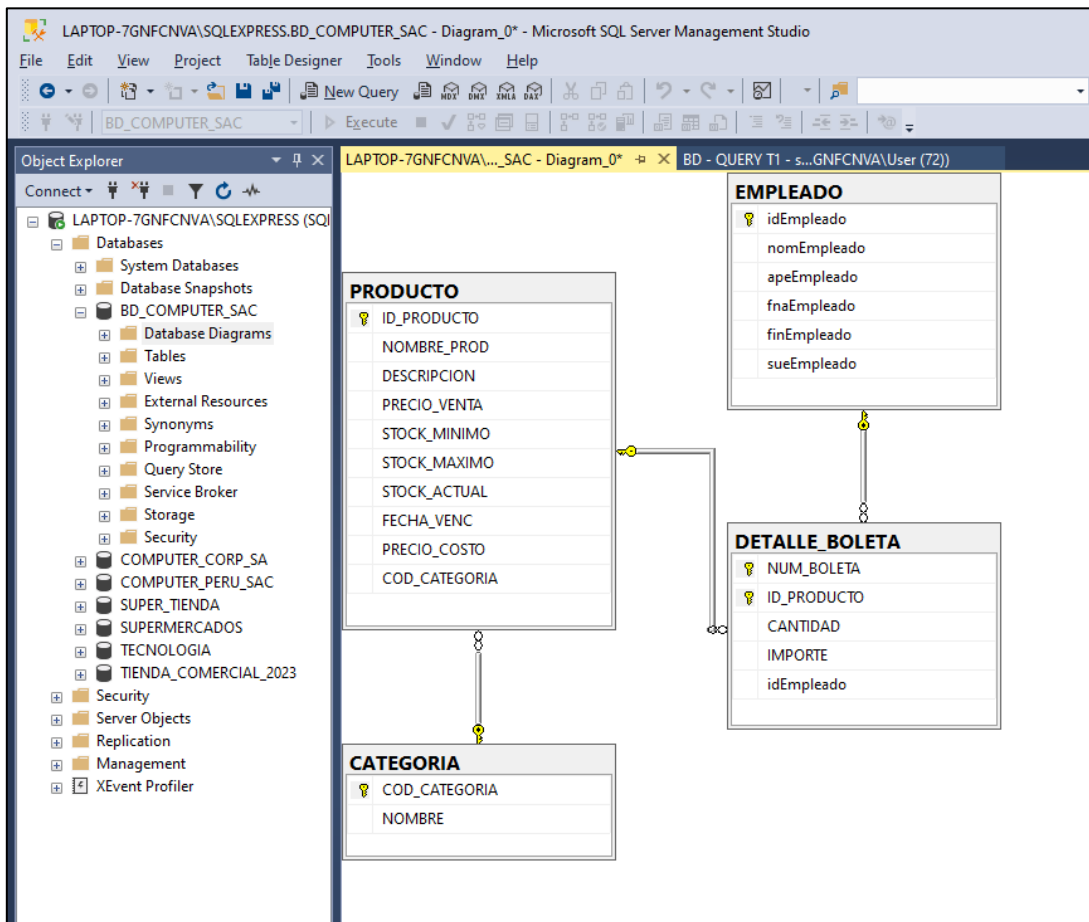 LAPTOP-7GNFCNVA\SQLEXPRESS.BD_COMPUTER_SAC - Diagram_0* - Microsoft SQL Server Management Studio
File Edit View Project Table Designer Tools Window Help
New Query MDX DMX XMLA DAX
BD_COMPUTER_SAC Execute
Object Explorer
LAPTOP-7GNFCNVA\..._SAC - Diagram_0* BD - QUERY T1 - s...GNFCNVA\User (72))
Connect
LAPTOP-7GNFCNVA\SQLEXPRESS (SQl
Databases
System Databases
Database Snapshots
BD_COMPUTER_SAC
Database Diagrams
Tables
Views
External Resources
Synonyms
Programmability
Query Store
Service Broker
Storage
Security
COMPUTER_CORP_SA
COMPUTER_PERU_SAC
SUPER_TIENDA
SUPERMERCADOS
TECNOLOGIA
TIENDA_COMERCIAL_2023
Security
Server Objects
Replication
Management
XEvent Profiler
PRODUCTO
ID_PRODUCTO
NOMBRE_PROD
DESCRIPCION
PRECIO_VENTA
STOCK_MINIMO
STOCK_MAXIMO
STOCK_ACTUAL
FECHA_VENC
PRECIO_COSTO
COD_CATEGORIA
CATEGORIA
COD_CATEGORIA
NOMBRE
EMPLEADO
idEmpleado
nomEmpleado
apeEmpleado
fnaEmpleado
finEmpleado
sueEmpleado
DETALLE_BOLETA
NUM_BOLETA
ID_PRODUCTO
CANTIDAD
IMPORTE
idEmpleado